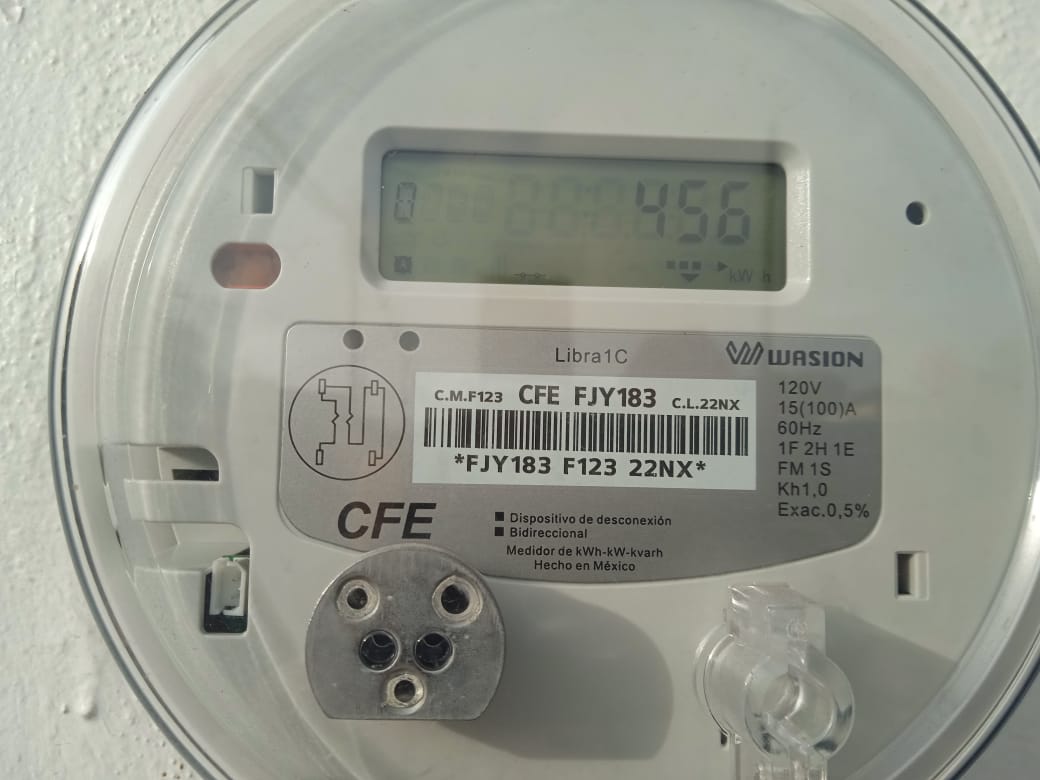 456
kW h
Libra1C
WASION
C.M.F123 CFE FJY183 C.L.22NX
*FJY183 F123 22NX*
120V
15(100)A
60Hz
1F 2H 1E
FM 1S
Kh1,0
Exac.0,5%
CFE
Dispositivo de desconexión
Bidireccional
Medidor de kWh-kW-kvarh
Hecho en México